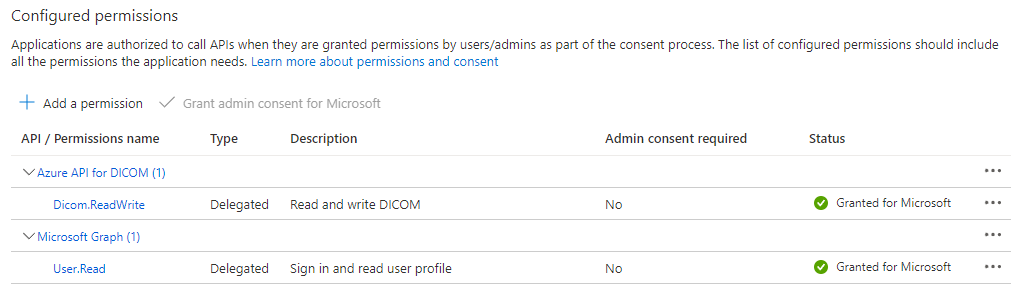 Configured permissions
Applications are authorized to call APIs when they are granted permissions by users/admins as part of the consent process. The list of configured permissions should include
all the permissions the application needs. Learn more about permissions and consent
Add a permission Grant admin consent for Microsoft
API / Permissions name Type Description Admin consent required Status
Azure API for DICOM (1)
Dicom.ReadWrite Delegated Read and write DICOM No Granted for Microsoft
Microsoft Graph (1)
User.Read Delegated Sign in and read user profile No Granted for Microsoft